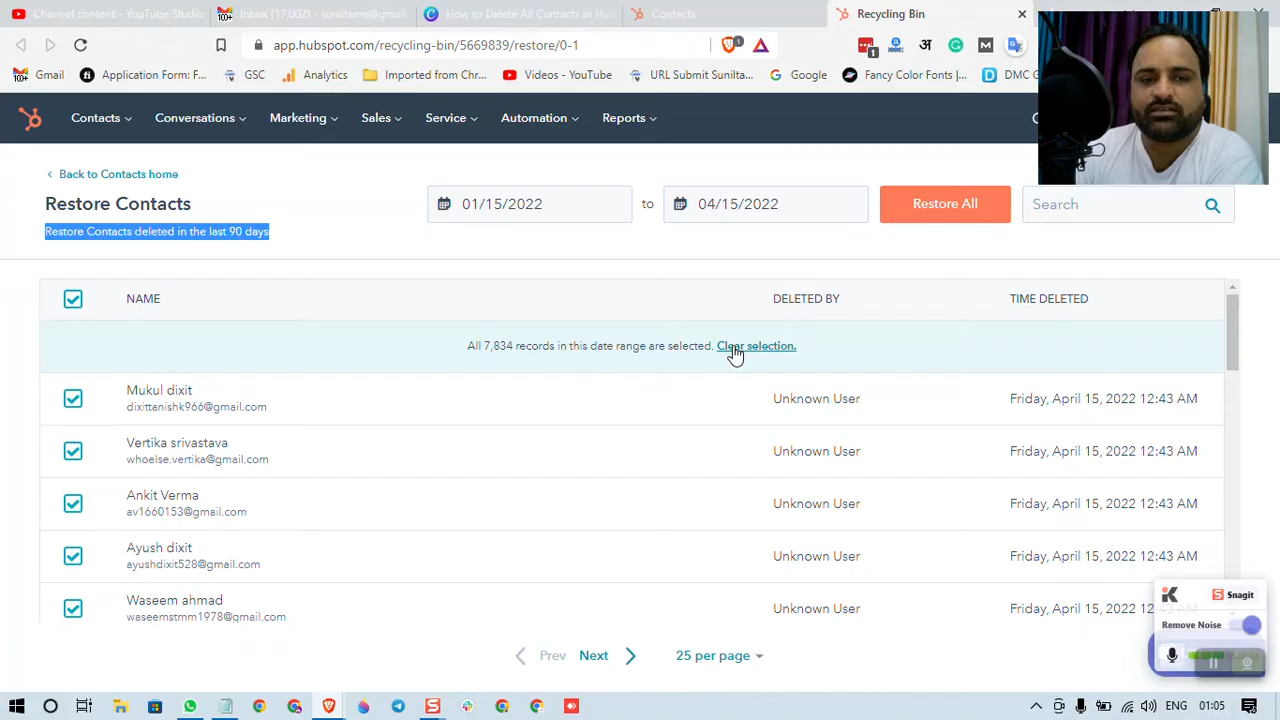 Channel content - YouTube Studio
Inbox (17,002) - suniltams@gmail
How to Delete All Contacts in Hu
Contacts
Recycling Bin
app.hubspot.com/recycling-bin/5669839/restore/0-1
Gmail
Application Form: F...
GSC
Analytics
Imported from Chr...
Videos - YouTube
URL Submit Sunilta...
Google
Fancy Color Fonts |...
DMC G
Contacts
Conversations
Marketing
Sales
Service
Automation
Reports
Back to Contacts home
Restore Contacts
01/15/2022
to
04/15/2022
Restore All
Search
Restore Contacts deleted in the last 90 days
NAME
DELETED BY
TIME DELETED
All 7,834 records in this date range are selected. Clear selection.
Mukul dixit
dixittanishk966@gmail.com
Unknown User
Friday, April 15, 2022 12:43 AM
Vertika srivastava
whoelse.vertika@gmail.com
Unknown User
Friday, April 15, 2022 12:43 AM
Ankit Verma
av1660153@gmail.com
Unknown User
Friday, April 15, 2022 12:43 AM
Ayush dixit
ayushdixit528@gmail.com
Unknown User
Friday, April 15, 2022 12:43 AM
Waseem ahmad
waseemstmm1978@gmail.com
Unknown User
Friday, April 15, 2022 12:43 AM
Snagit
Remove Noise
Prev
Next
25 per page
ENG
01:05